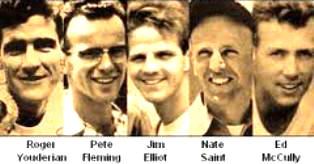 Roger Pete Jim Nate Ed
Youderian Fleming Elliot Saint McCully